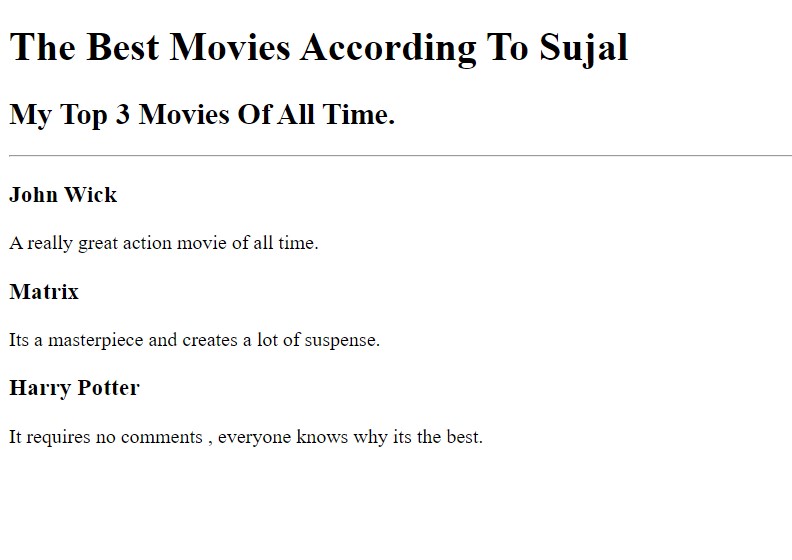 The Best Movies According To Sujal
My Top 3 Movies Of All Time.
John Wick
A really great action movie of all time.
Matrix
Its a masterpiece and creates a lot of suspense.
Harry Potter
It requires no comments , everyone knows why its the best.